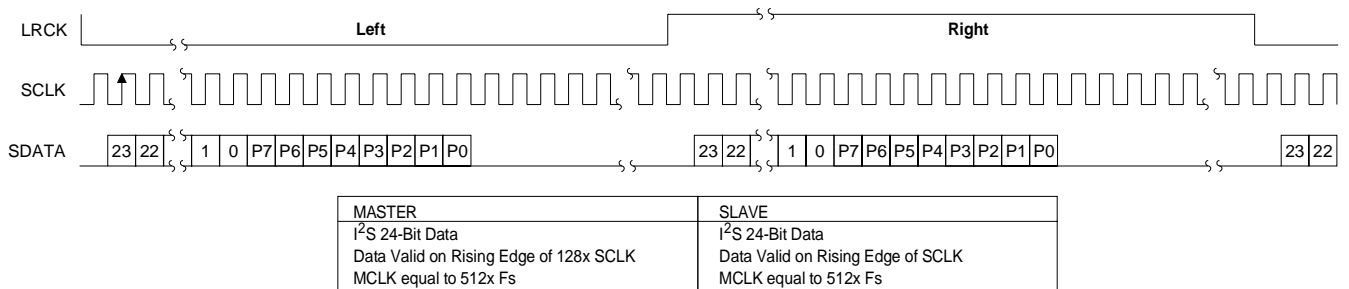 LRCK Left Right
SCLK
SDATA 23 22 1 0 P7 P6 P5 P4 P3 P2 P1 P0 23 22 1 0 P7 P6 P5 P4 P3 P2 P1 P0 23 22
MASTER SLAVE
I2S 24-Bit Data I2S 24-Bit Data
Data Valid on Rising Edge of 128x SCLK Data Valid on Rising Edge of SCLK
MCLK equal to 512x Fs MCLK equal to 512x Fs